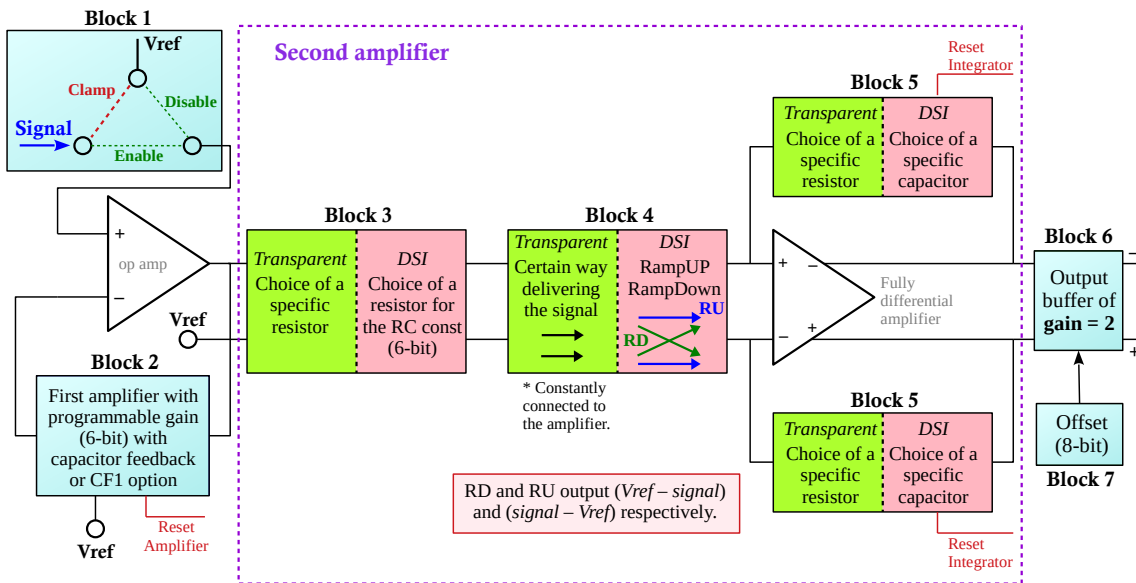 Block 1
Vref
Clamp
Disable
Signal
Enable
+
op amp
−
Vref
Block 2
First amplifier with
programmable gain
(6-bit) with
capacitor feedback
or CF1 option
Vref
Reset
Amplifier
Second amplifier
Block 3
Transparent
Choice of a
specific
resistor
DSI
Choice of a
resistor for
the RC const
(6-bit)
Block 4
Transparent
Certain way
delivering
the signal
DSI
RampUP
RampDown
RU
RD
* Constantly
connected to
the amplifier.
Reset
Integrator
Block 5
Transparent
Choice of a
specific
resistor
DSI
Choice of a
specific
capacitor
+
−
−
+
Fully
differential
amplifier
Block 5
Transparent
Choice of a
specific
resistor
DSI
Choice of a
specific
capacitor
Reset
Integrator
RD and RU output (Vref – signal)
and (signal – Vref) respectively.
Block 6
−
Output
buffer of
gain = 2
+
Offset
(8-bit)
Block 7